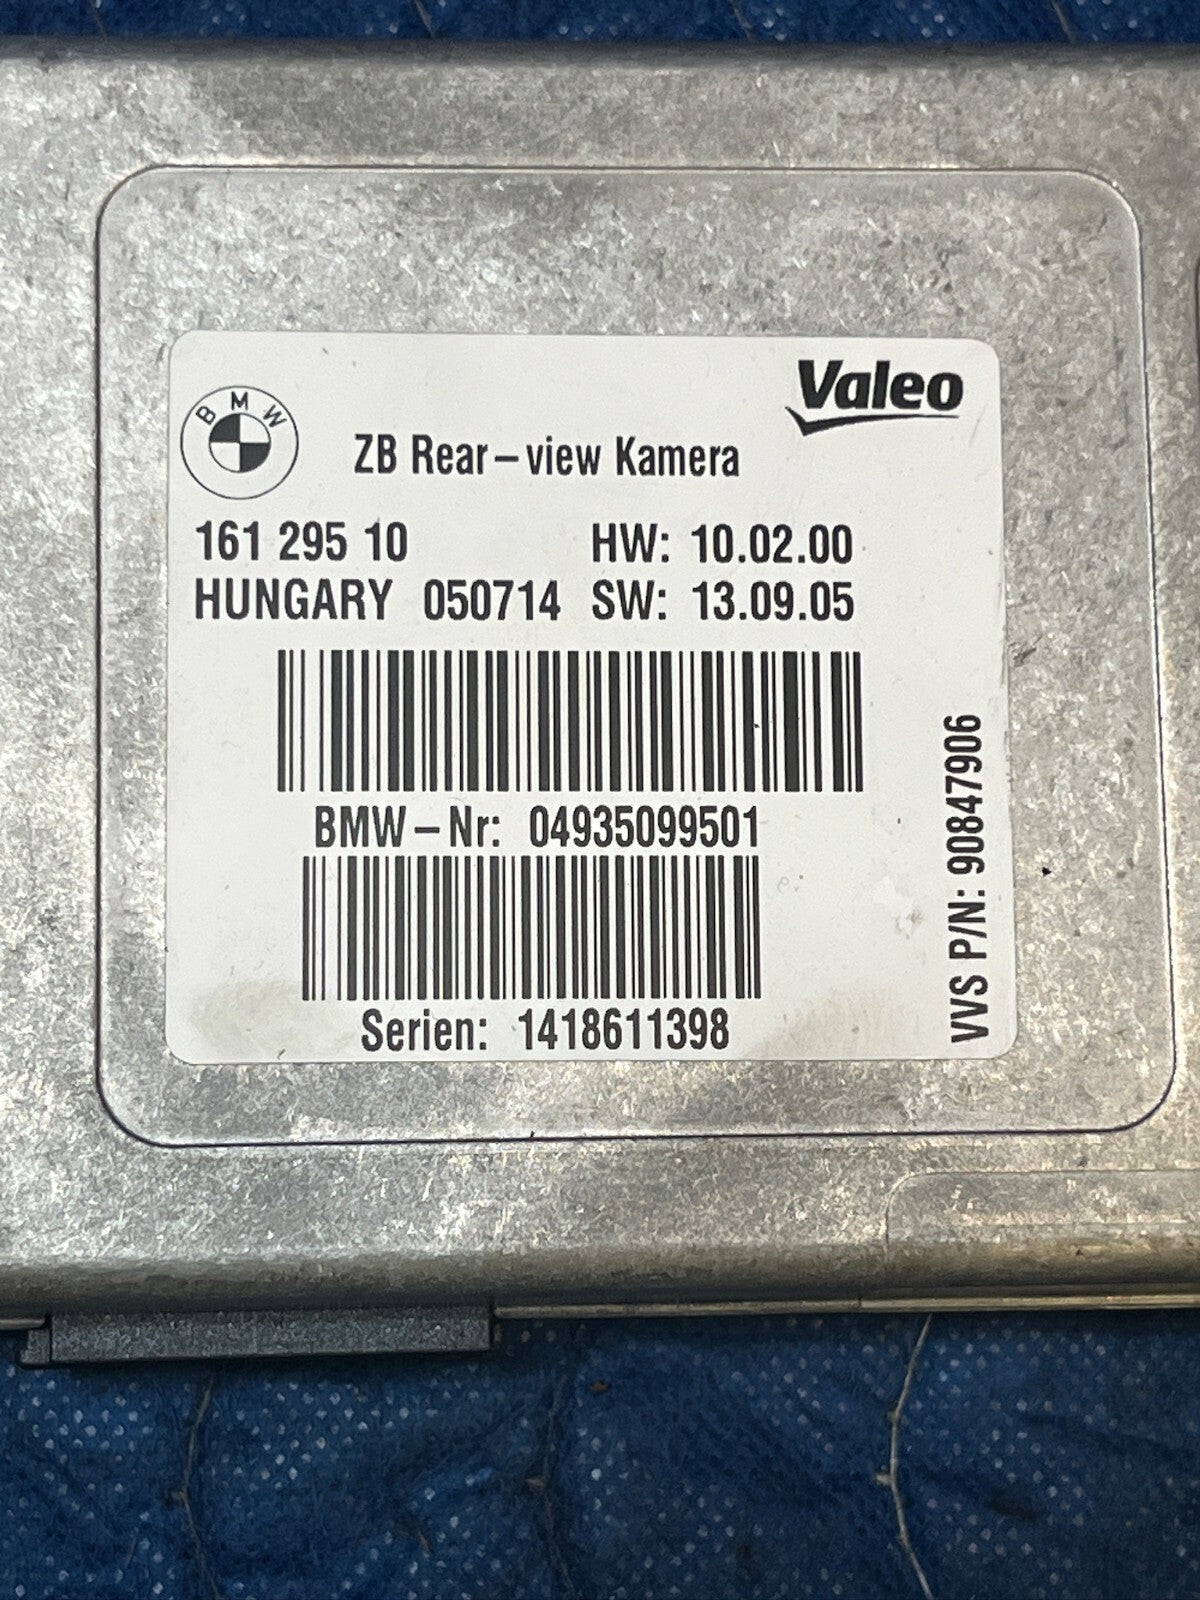 BMW
Valeo
ZB Rear-view Kamera
161 295 10 HW: 10.02.00
HUNGARY 050714 SW: 13.09.05
BMW-Nr: 04935099501
Serien: 1418611398
VVS P/N: 90847906